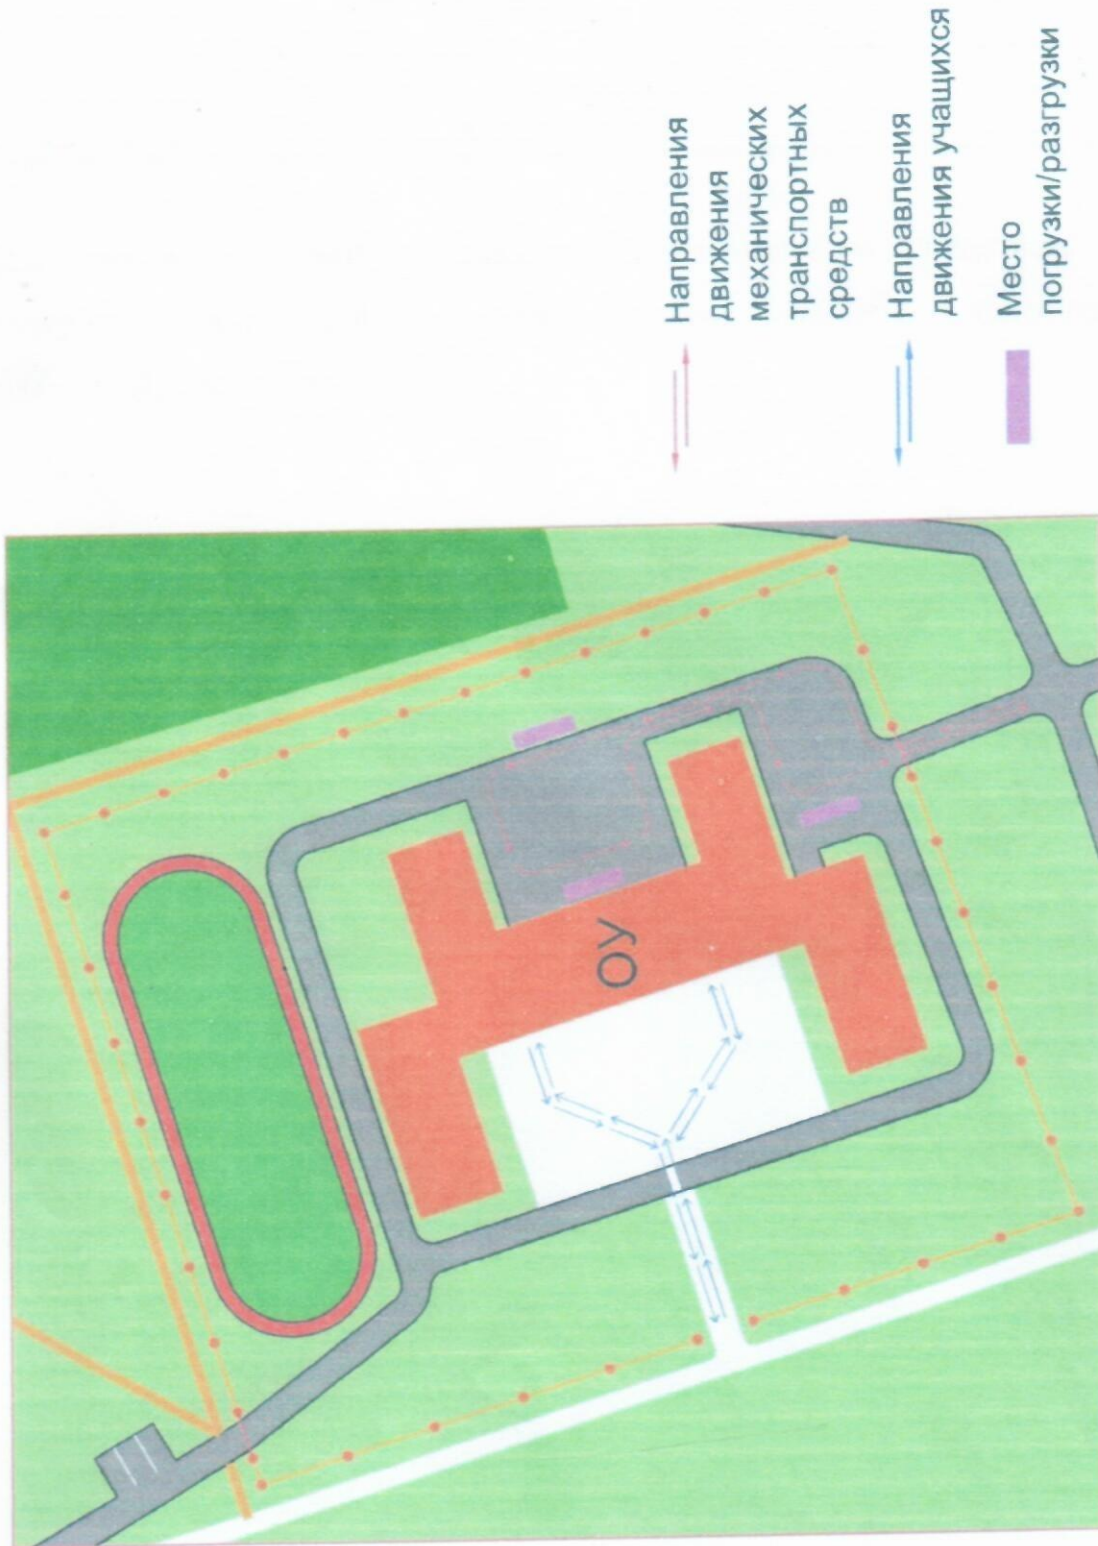 ОУ
Направления
движения
механических
транспортных
средств
Направления
движения учащихся
Место
погрузки/разгрузки